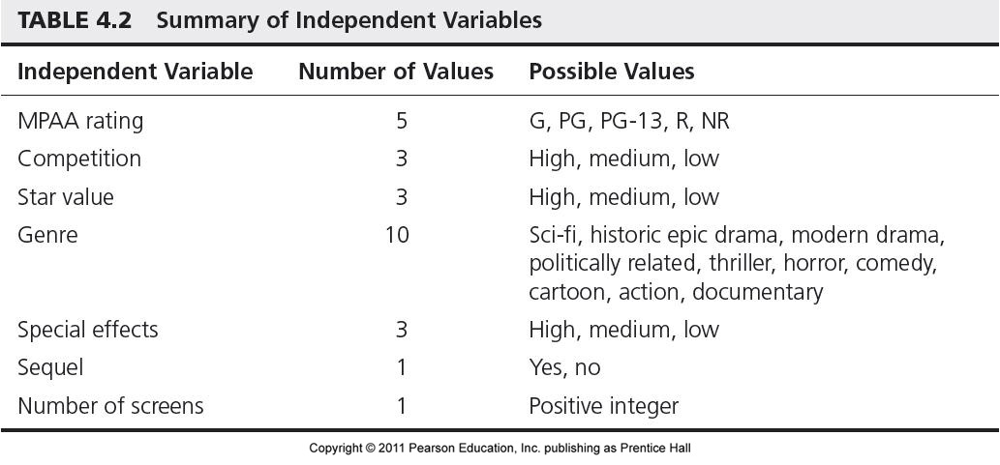 TABLE 4.2 Summary of Independent Variables
Independent Variable Number of Values Possible Values
MPAA rating 5 G, PG, PG-13, R, NR
Competition 3 High, medium, low
Star value 3 High, medium, low
Genre 10 Sci-fi, historic epic drama, modern drama,
politically related, thriller, horror, comedy,
cartoon, action, documentary
Special effects 3 High, medium, low
Sequel 1 Yes, no
Number of screens 1 Positive integer
Copyright © 2011 Pearson Education, Inc. publishing as Prentice Hall